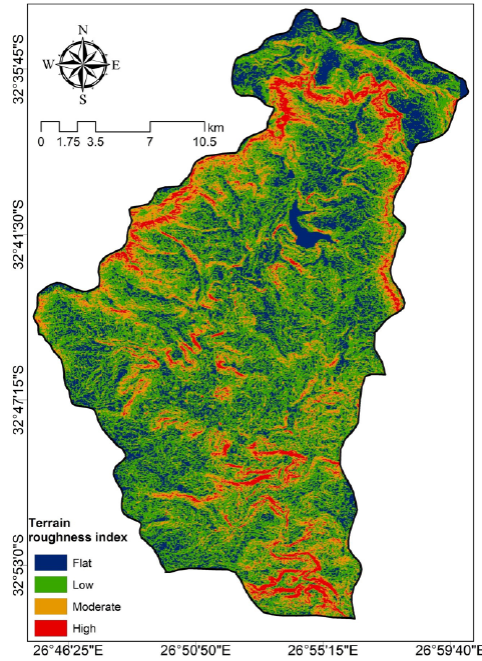 N
W
E
S
km
0 1.75 3.5 7 10.5
32°35'45"S
32°41'30"S
32°47'15"S
32°53'0"S
Terrain
roughness index
Flat
Low
Moderate
High
26°46'25"E 26°50'50"E 26°55'15"E 26°59'40"E